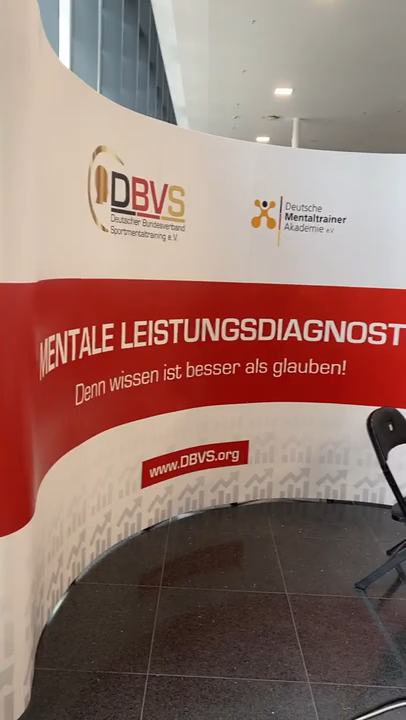 DBVS
Deutscher Bundesverband
Sportmentaltraining e.V.
Deutsche
Mentaltrainer
Akademie e.V.
MENTALE LEISTUNGSDIAGNOST
Denn wissen ist besser als glauben!
www.DBVS.org